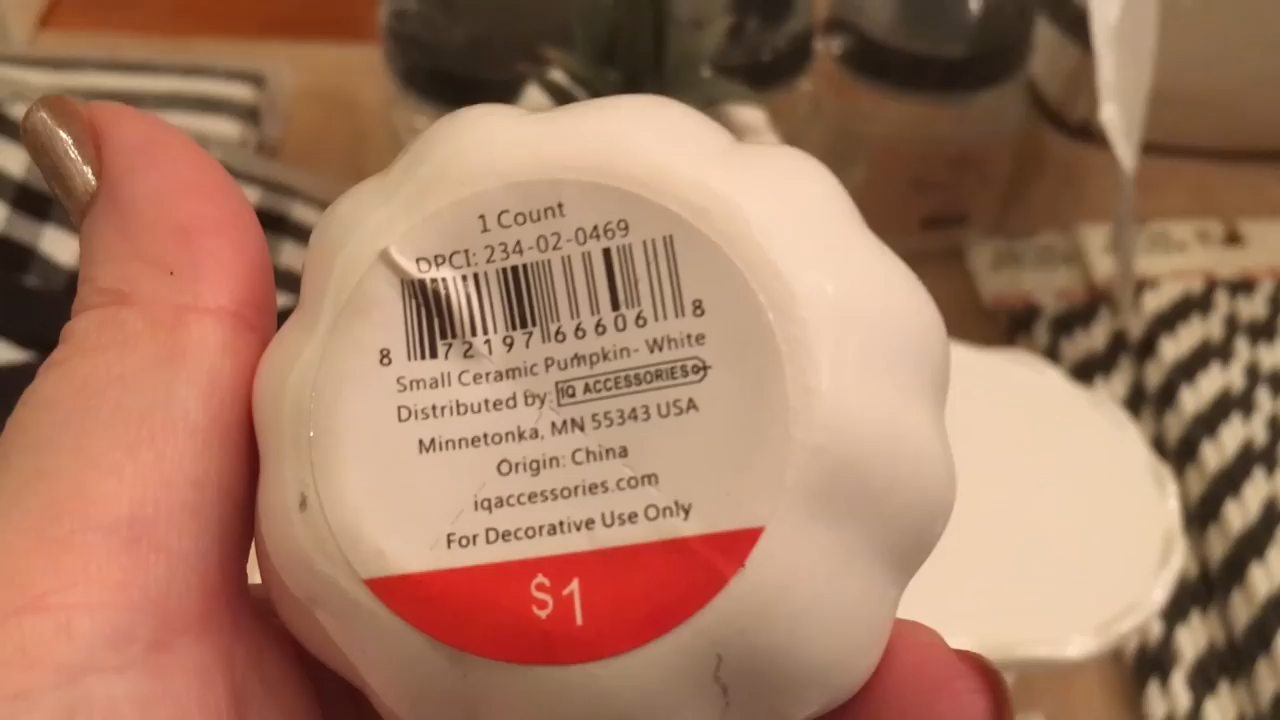 1 Count
DPCI: 234-02-0469
8 72197 66606 8
Small Ceramic Pumpkin- White
Distributed by: IQ ACCESSORIES
Minnetonka, MN 55343 USA
Origin: China
iqaccessories.com
For Decorative Use Only
$1